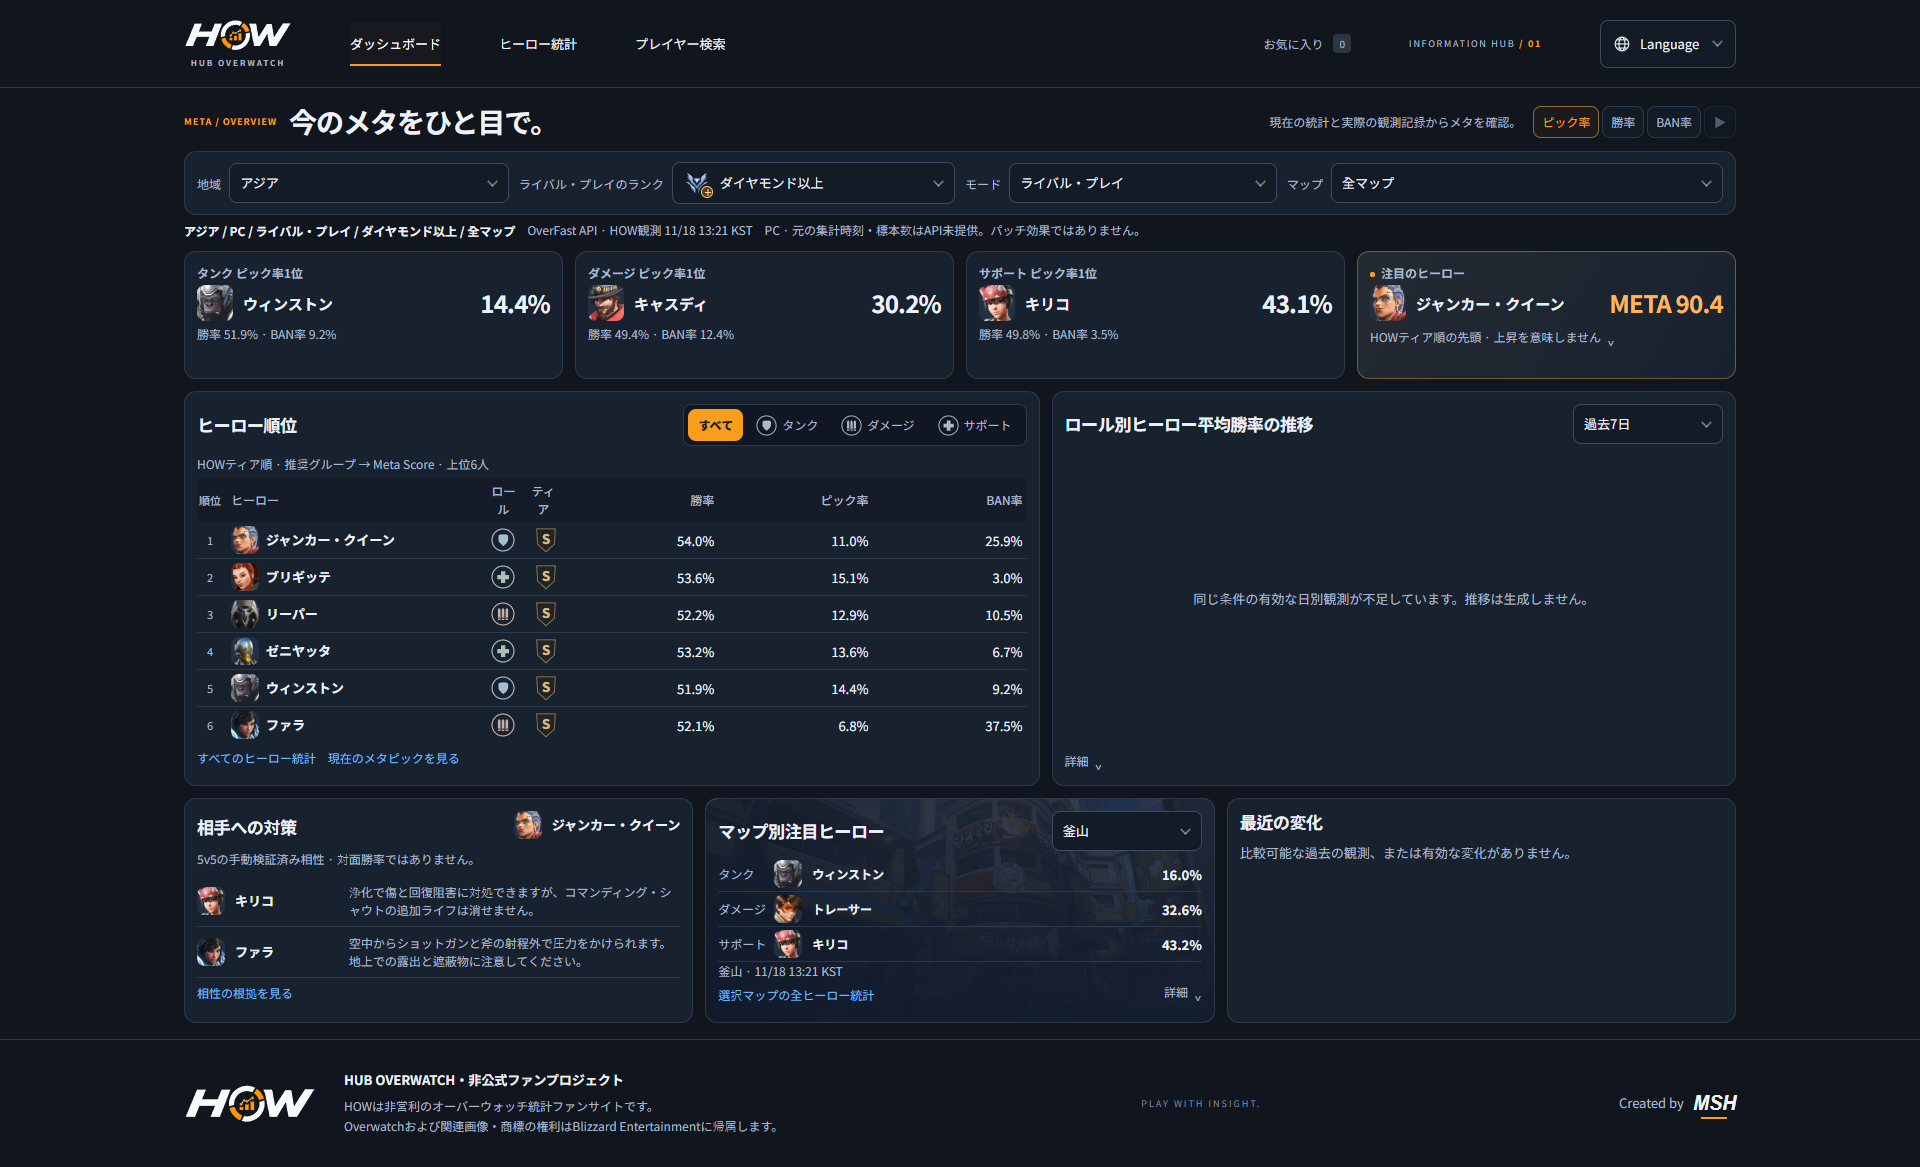 HOW
HUB OVERWATCH
ダッシュボード
ヒーロー統計
プレイヤー検索
お気に入り 0
INFORMATION HUB / 01
Language
META / OVERVIEW
今のメタをひと目で。
現在の統計と実際の観測記録からメタを確認。
ピック率
勝率
BAN率
地域
アジア
ライバル・プレイのランク
ダイヤモンド以上
モード
ライバル・プレイ
マップ
全マップ
アジア / PC / ライバル・プレイ / ダイヤモンド以上 / 全マップ
OverFast API · HOW観測 11/18 13:21 KST
PC · 元の集計時刻・標本数はAPI未提供。パッチ効果ではありません。
タンク ピック率1位
ウィンストン
14.4%
勝率 51.9% · BAN率 9.2%
ダメージ ピック率1位
キャスディ
30.2%
勝率 49.4% · BAN率 12.4%
サポート ピック率1位
キリコ
43.1%
勝率 49.8% · BAN率 3.5%
注目のヒーロー
ジャンカー・クイーン
META 90.4
HOWティア順の先頭 · 上昇を意味しません
ヒーロー順位
すべて
タンク
ダメージ
サポート
HOWティア順 · 推奨グループ → Meta Score · 上位6人
順位 ヒーロー ロール ティア 勝率 ピック率 BAN率
1 ジャンカー・クイーン S 54.0% 11.0% 25.9%
2 ブリギッテ S 53.6% 15.1% 3.0%
3 リーパー S 52.2% 12.9% 10.5%
4 ゼニヤッタ S 53.2% 13.6% 6.7%
5 ウィンストン S 51.9% 14.4% 9.2%
6 ファラ S 52.1% 6.8% 37.5%
すべてのヒーロー統計
現在のメタピックを見る
ロール別ヒーロー平均勝率の推移
過去7日
同じ条件の有効な日別観測が不足しています。推移は生成しません。
詳細
相手への対策
ジャンカー・クイーン
5v5の手動検証済み相性 · 対面勝率ではありません。
キリコ
浄化で傷と回復阻害に対処できますが、コマンディング・シ
ャウトの追加ライフは消せません。
ファラ
空中からショットガンと斧の射程外で圧力をかけられます。
地上での露出と遮蔽物に注意してください。
相性の根拠を見る
マップ別注目ヒーロー
釜山
タンク ウィンストン 16.0%
ダメージ トレーサー 32.6%
サポート キリコ 43.2%
釜山 · 11/18 13:21 KST
選択マップの全ヒーロー統計
詳細
最近の変化
比較可能な過去の観測、または有効な変化がありません。
HOW
HUB OVERWATCH・非公式ファンプロジェクト
HOWは非営利のオーバーウォッチ統計ファンサイトです。
Overwatchおよび関連画像・商標の権利はBlizzard Entertainmentに帰属します。
PLAY WITH INSIGHT.
Created by MSH